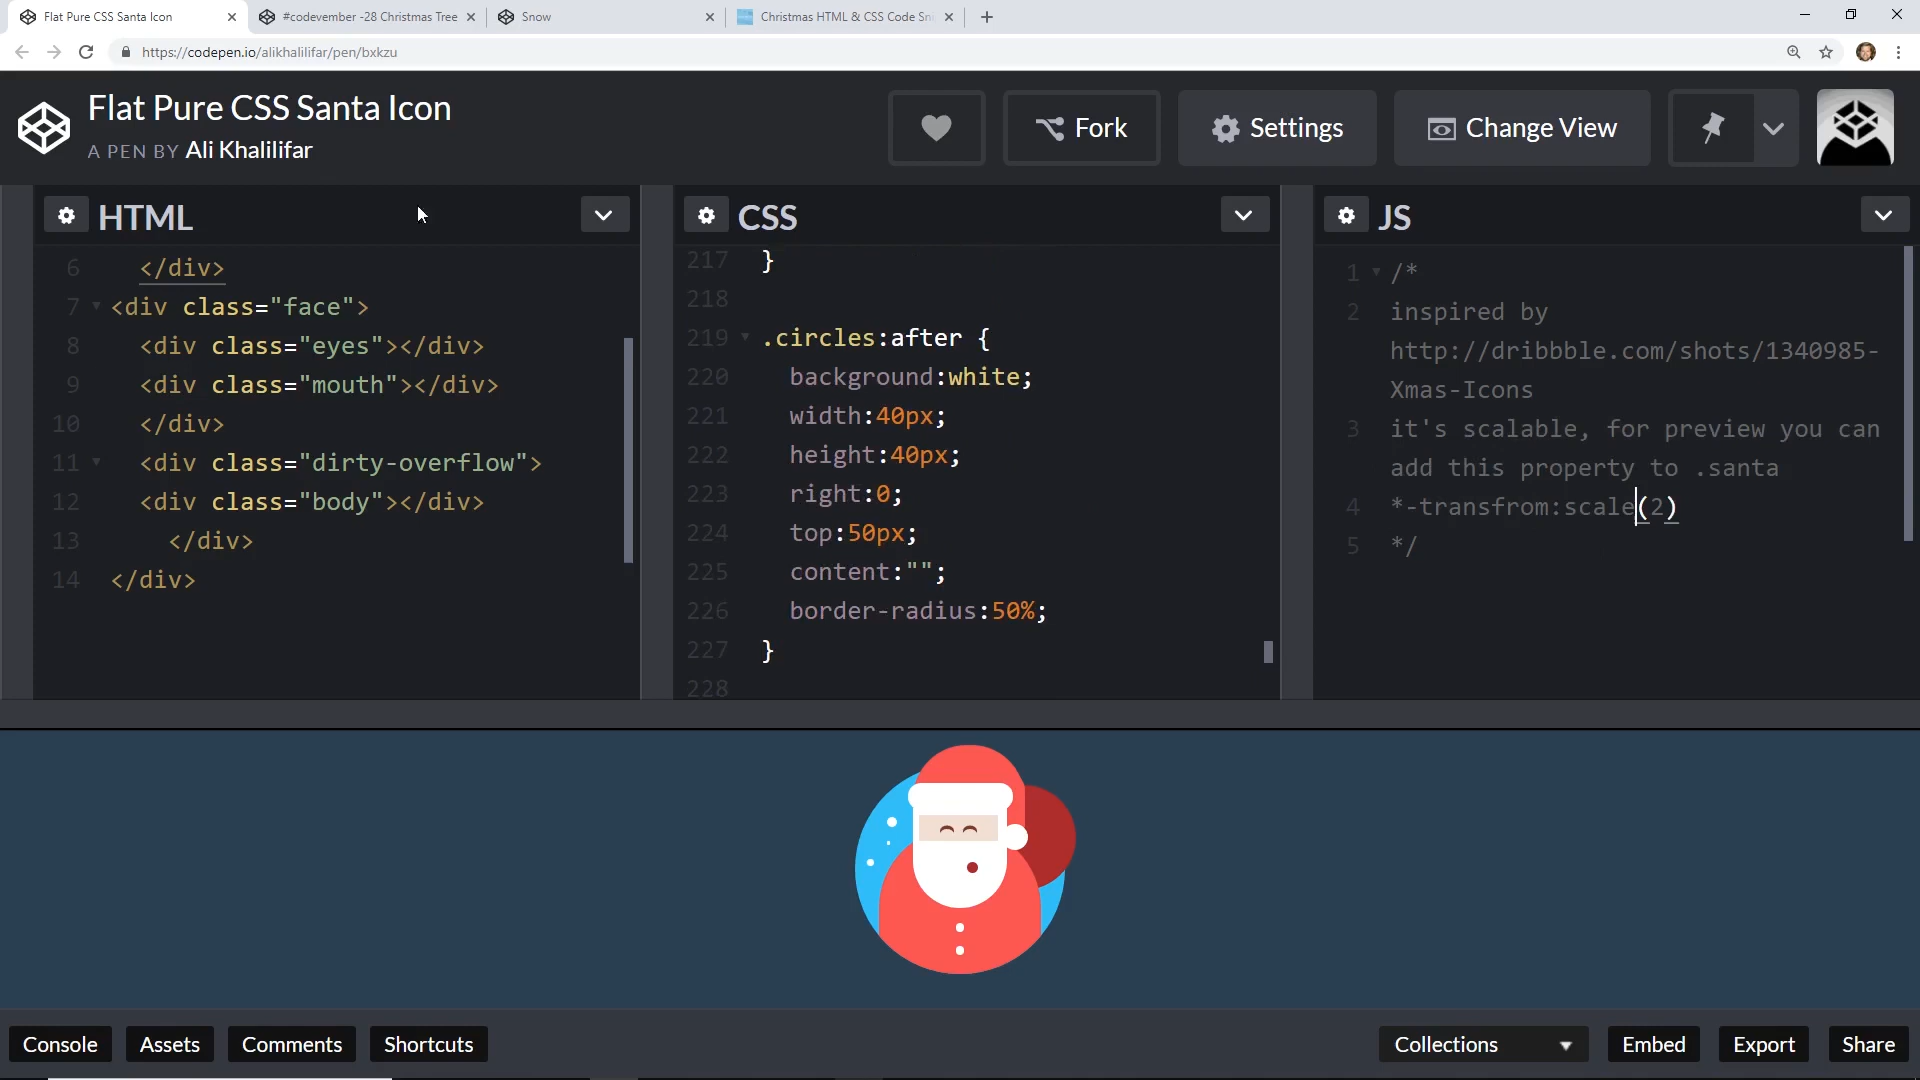 Flat Pure CSS Santa Icon
#codevember -28 Christmas Tree
Snow
Christmas HTML & CSS Code Sn
https://codepen.io/alikhalilifar/pen/bxkzu
Flat Pure CSS Santa Icon
A PEN BY Ali Khalilifar
Fork
Settings
Change View
HTML
6 </div>
7 <div class="face">
8 <div class="eyes"></div>
9 <div class="mouth"></div>
10 </div>
11 <div class="dirty-overflow">
12 <div class="body"></div>
13 </div>
14 </div>
CSS
217 }
218
219 .circles:after {
220 background:white;
221 width:40px;
222 height:40px;
223 right:0;
224 top:50px;
225 content:"";
226 border-radius:50%;
227 }
228
JS
1 /*
2 inspired by
http://dribbble.com/shots/1340985-
Xmas-Icons
3 it's scalable, for preview you can
add this property to .santa
4 *-transfrom:scale(2)
5 */
Console
Assets
Comments
Shortcuts
Collections
Embed
Export
Share